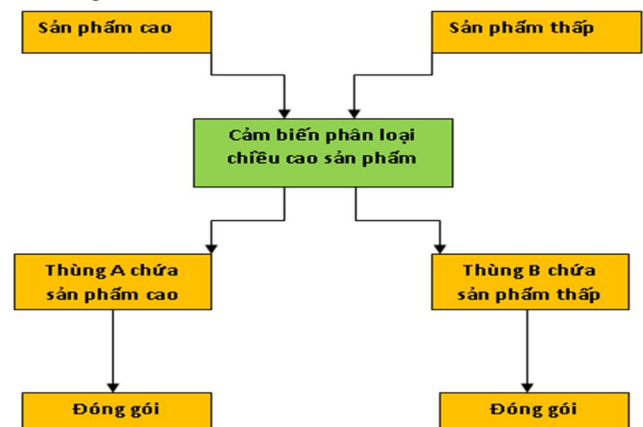 Sản phẩm cao
Sản phẩm thấp
Cảm biến phân loại
chiều cao sản phẩm
Thùng A chứa
sản phẩm cao
Thùng B chứa
sản phẩm thấp
Đóng gói
Đóng gói